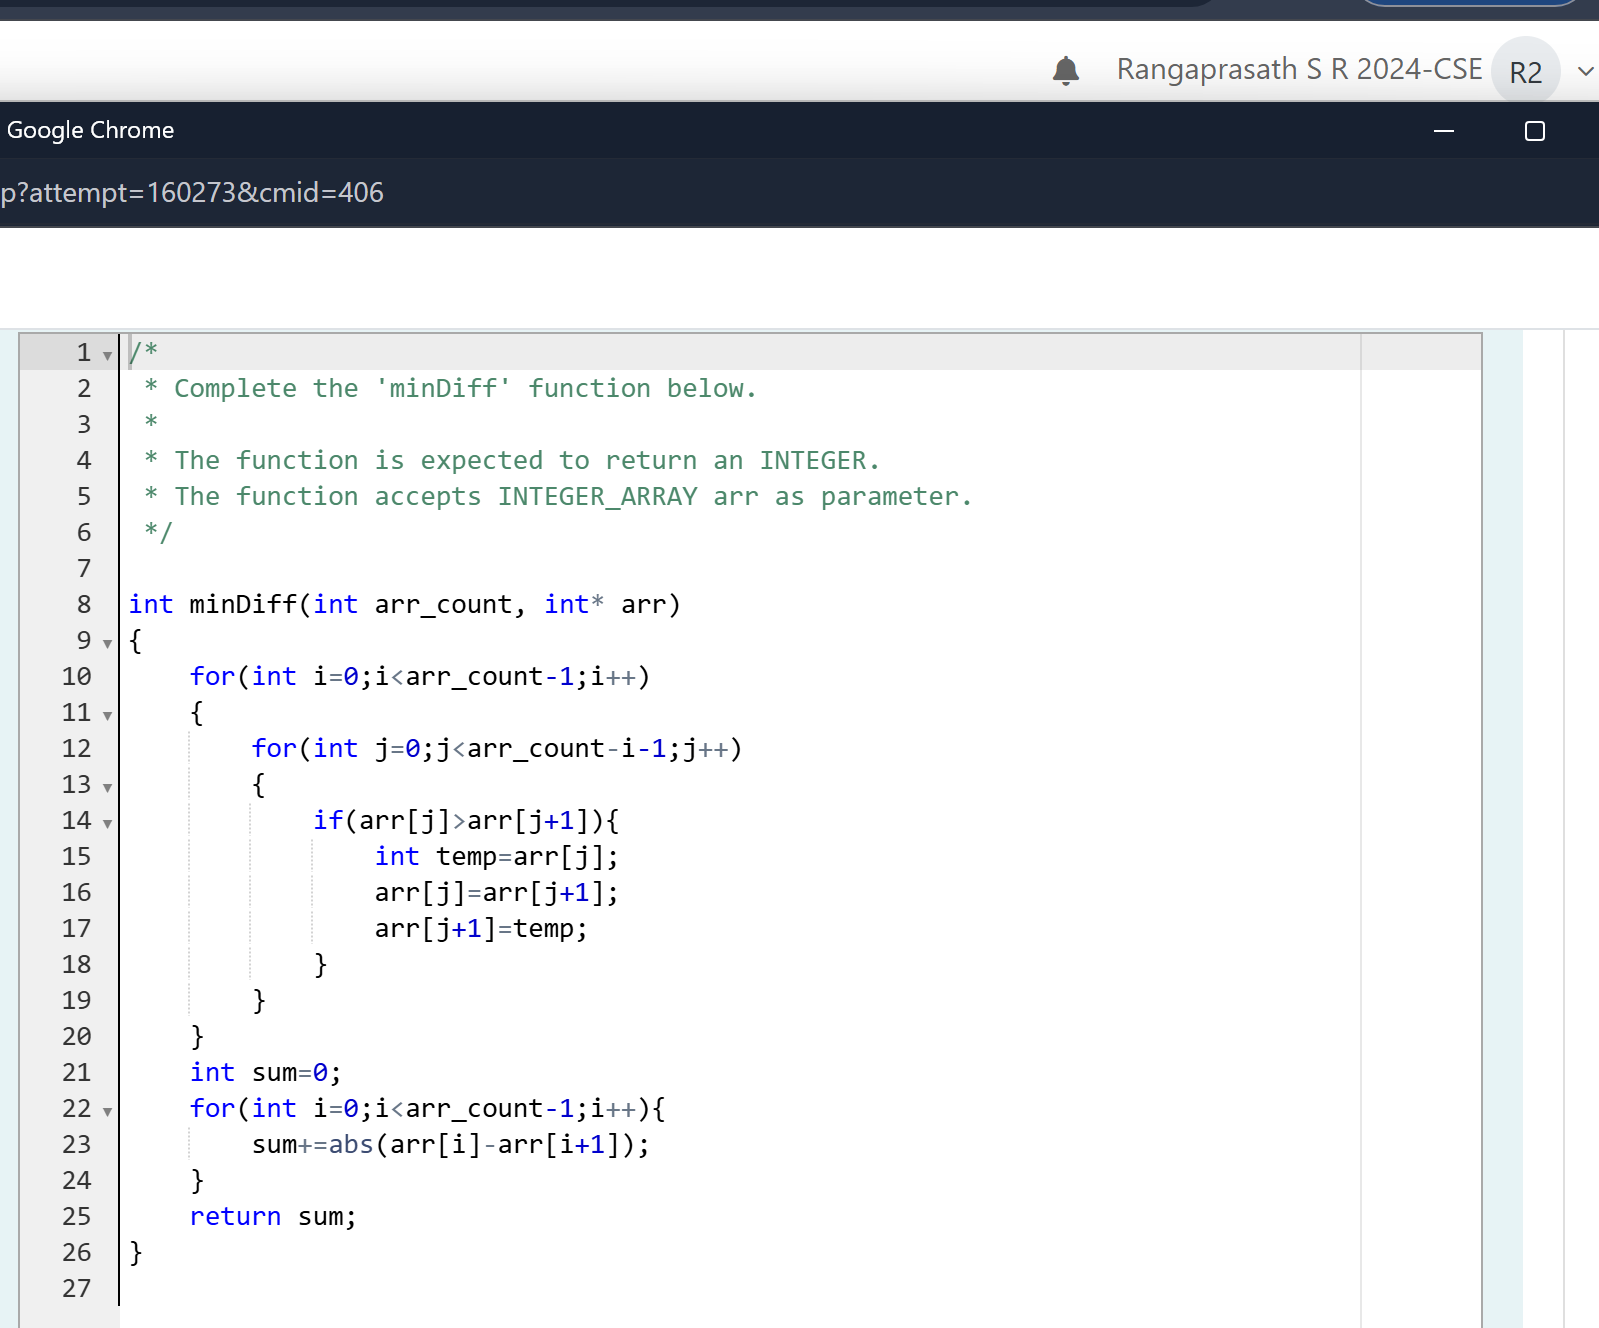 Rangaprasath S R 2024-CSE R2
Google Chrome
p?attempt=160273&cmid=406
1 /*
2  * Complete the 'minDiff' function below.
3  *
4  * The function is expected to return an INTEGER.
5  * The function accepts INTEGER_ARRAY arr as parameter.
6  */
7
8 int minDiff(int arr_count, int* arr)
9 {
10     for(int i=0;i<arr_count-1;i++)
11     {
12         for(int j=0;j<arr_count-i-1;j++)
13         {
14             if(arr[j]>arr[j+1]){
15                 int temp=arr[j];
16                 arr[j]=arr[j+1];
17                 arr[j+1]=temp;
18             }
19         }
20     }
21     int sum=0;
22     for(int i=0;i<arr_count-1;i++){
23         sum+=abs(arr[i]-arr[i+1]);
24     }
25     return sum;
26 }
27